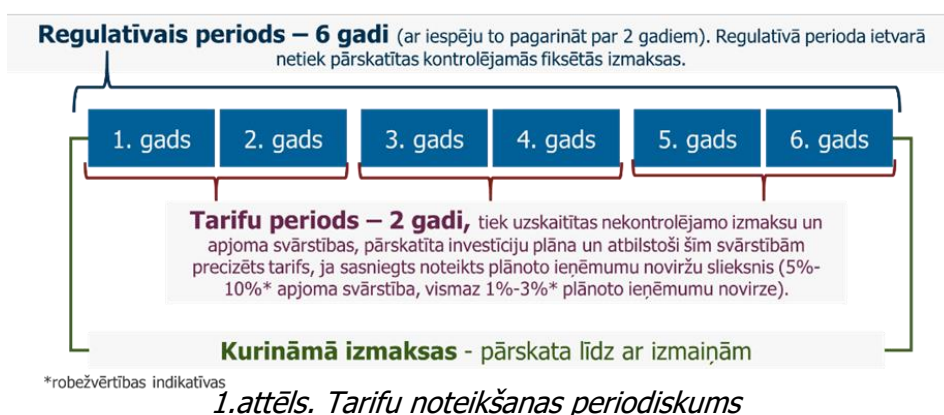 Regulatīvais periods – 6 gadi (ar iespēju to pagarināt par 2 gadiem). Regulatīvā perioda ietvarā
netiek pārskatītas kontrolējamās fiksētās izmaksas.
1. gads 2. gads 3. gads 4. gads 5. gads 6. gads
Tarifu periods – 2 gadi, tiek uzskaitītas nekontrolējamo izmaksu un
apjoma svārstības, pārskatīta investīciju plāna un atbilstoši šim svārstībām
precizēts tarifs, ja sasniegts noteikts plānoto ieņēmumu noviržu slieksnis (5%-
10%* apjoma svārstība, vismaz 1%-3%* plānoto ieņēmumu novirze).
Kurināmā izmaksas - pārskata līdz ar izmaiņām
*robežvērtības indikatīvas
1.attēls. Tarifu noteikšanas periodiskums